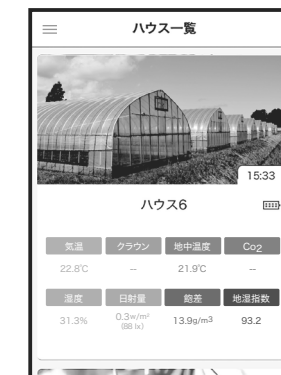 ハウス一覧
15:33
ハウス6
気温 クラウン 地中温度 Co2
22.8℃ − 21.9℃ −
湿度 日射量 飽差 地湿指数
31.3% 0.3w/m² 13.9g/m3 93.2
(88 lx)